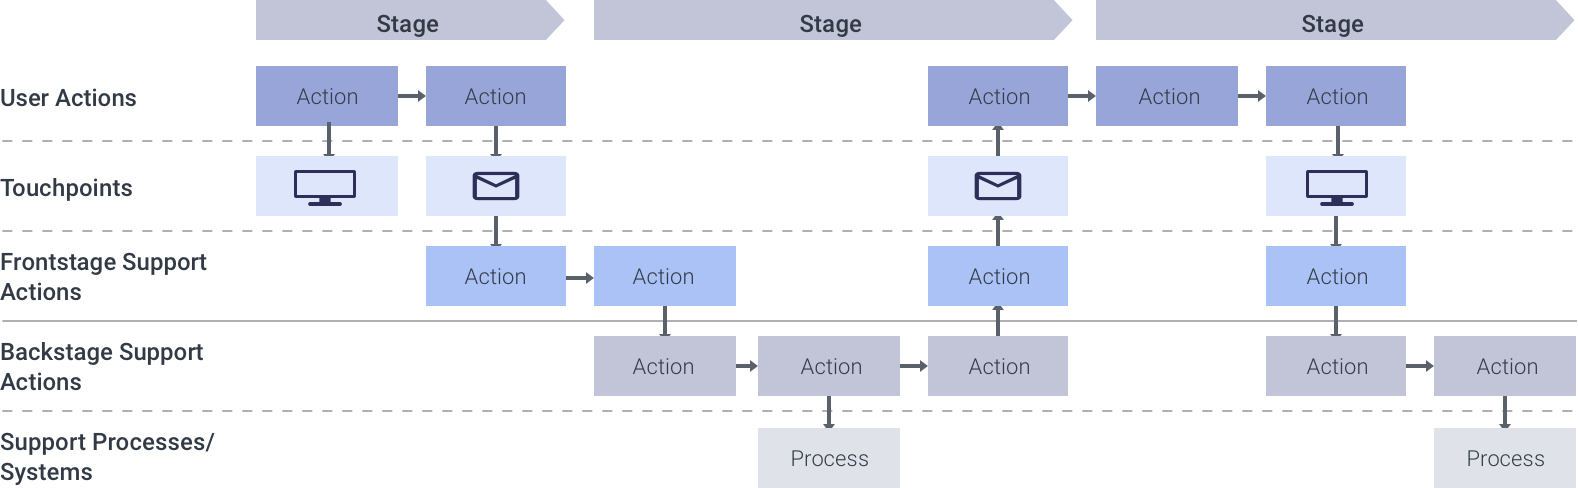 Stage
Stage
Stage
User Actions
Action
Action
Action
Action
Action
Touchpoints
Frontstage Support
Actions
Action
Action
Action
Action
Backstage Support
Actions
Action
Action
Action
Action
Action
Support Processes/
Systems
Process
Process